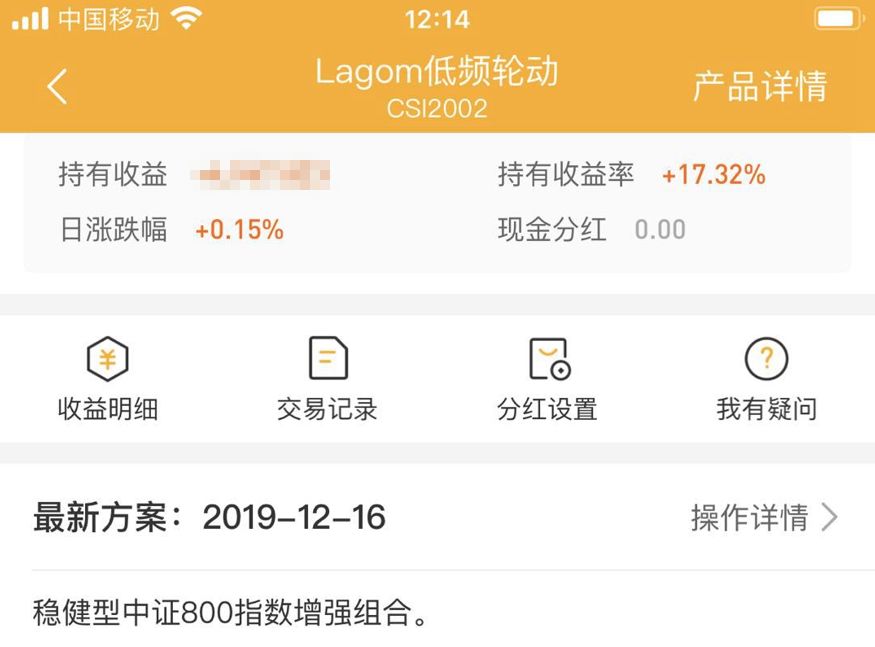 中国移动 12:14
Lagom低频轮动
CSI2002
产品详情
持有收益
持有收益率 +17.32%
日涨跌幅 +0.15%
现金分红 0.00
收益明细 交易记录 分红设置 我有疑问
最新方案：2019-12-16 操作详情
稳健型中证800指数增强组合。